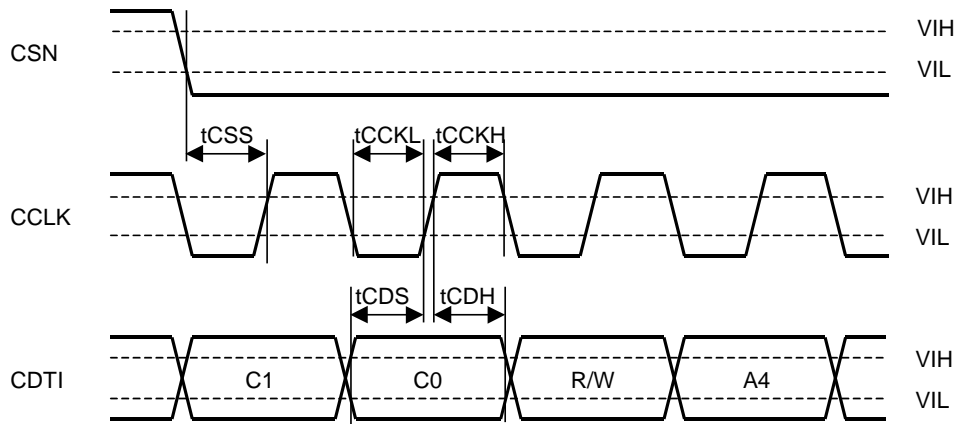 CSN
VIH
VIL
tCSS
tCCKL
tCCKH
CCLK
VIH
VIL
tCDS
tCDH
CDTI
C1
C0
R/W
A4
VIH
VIL